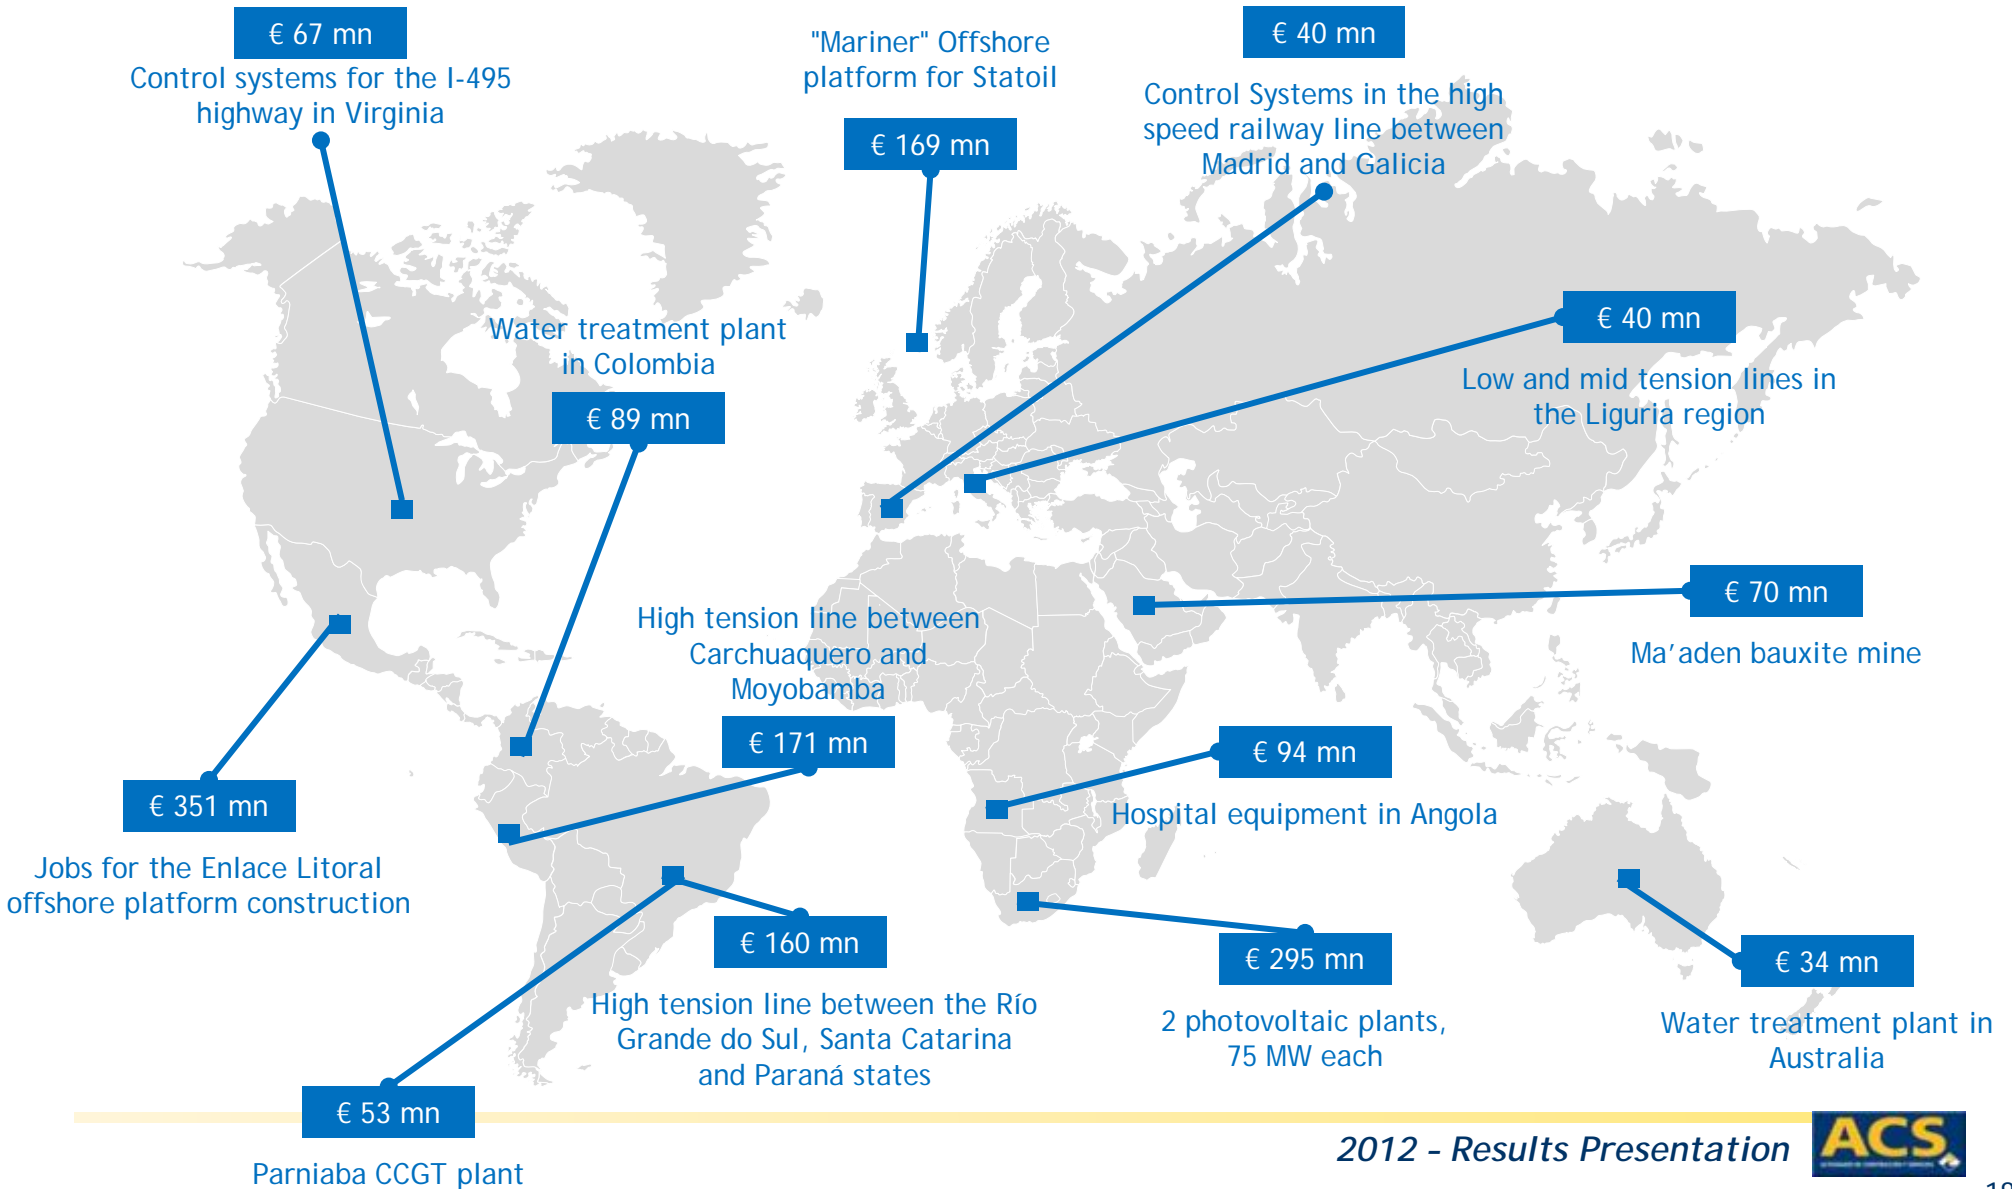 € 67 mn
Control systems for the I-495
highway in Virginia
"Mariner" Offshore
platform for Statoil
€ 169 mn
€ 40 mn
Control Systems in the high
speed railway line between
Madrid and Galicia
€ 40 mn
Low and mid tension lines in
the Liguria region
Water treatment plant
in Colombia
€ 89 mn
High tension line between
Carchuaquero and
Moyobamba
€ 171 mn
€ 70 mn
Ma’aden bauxite mine
€ 94 mn
Hospital equipment in Angola
€ 351 mn
Jobs for the Enlace Litoral
offshore platform construction
€ 160 mn
High tension line between the Río
Grande do Sul, Santa Catarina
and Paraná states
€ 295 mn
2 photovoltaic plants,
75 MW each
€ 34 mn
Water treatment plant in
Australia
€ 53 mn
Parniaba CCGT plant
2012 - Results Presentation
ACS